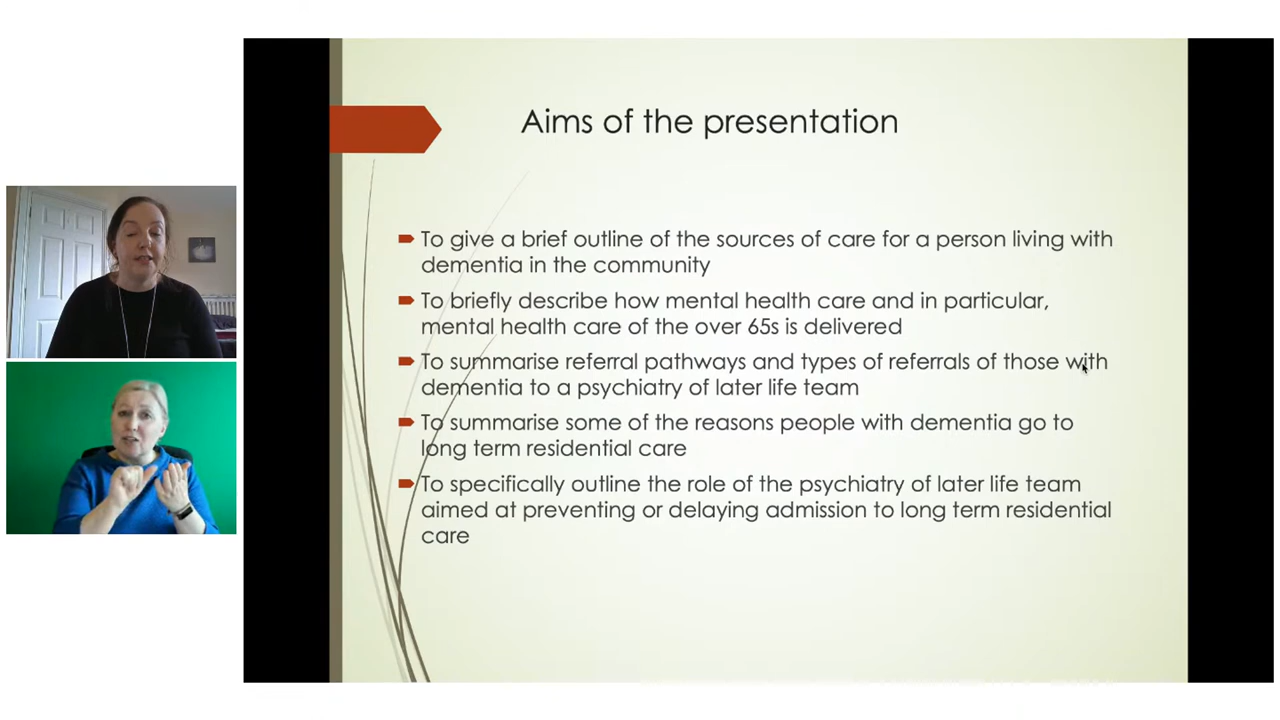 Aims of the presentation
To give a brief outline of the sources of care for a person living with
dementia in the community
To briefly describe how mental health care and in particular,
mental health care of the over 65s is delivered
To summarise referral pathways and types of referrals of those with
dementia to a psychiatry of later life team
To summarise some of the reasons people with dementia go to
long term residential care
To specifically outline the role of the psychiatry of later life team
aimed at preventing or delaying admission to long term residential
care